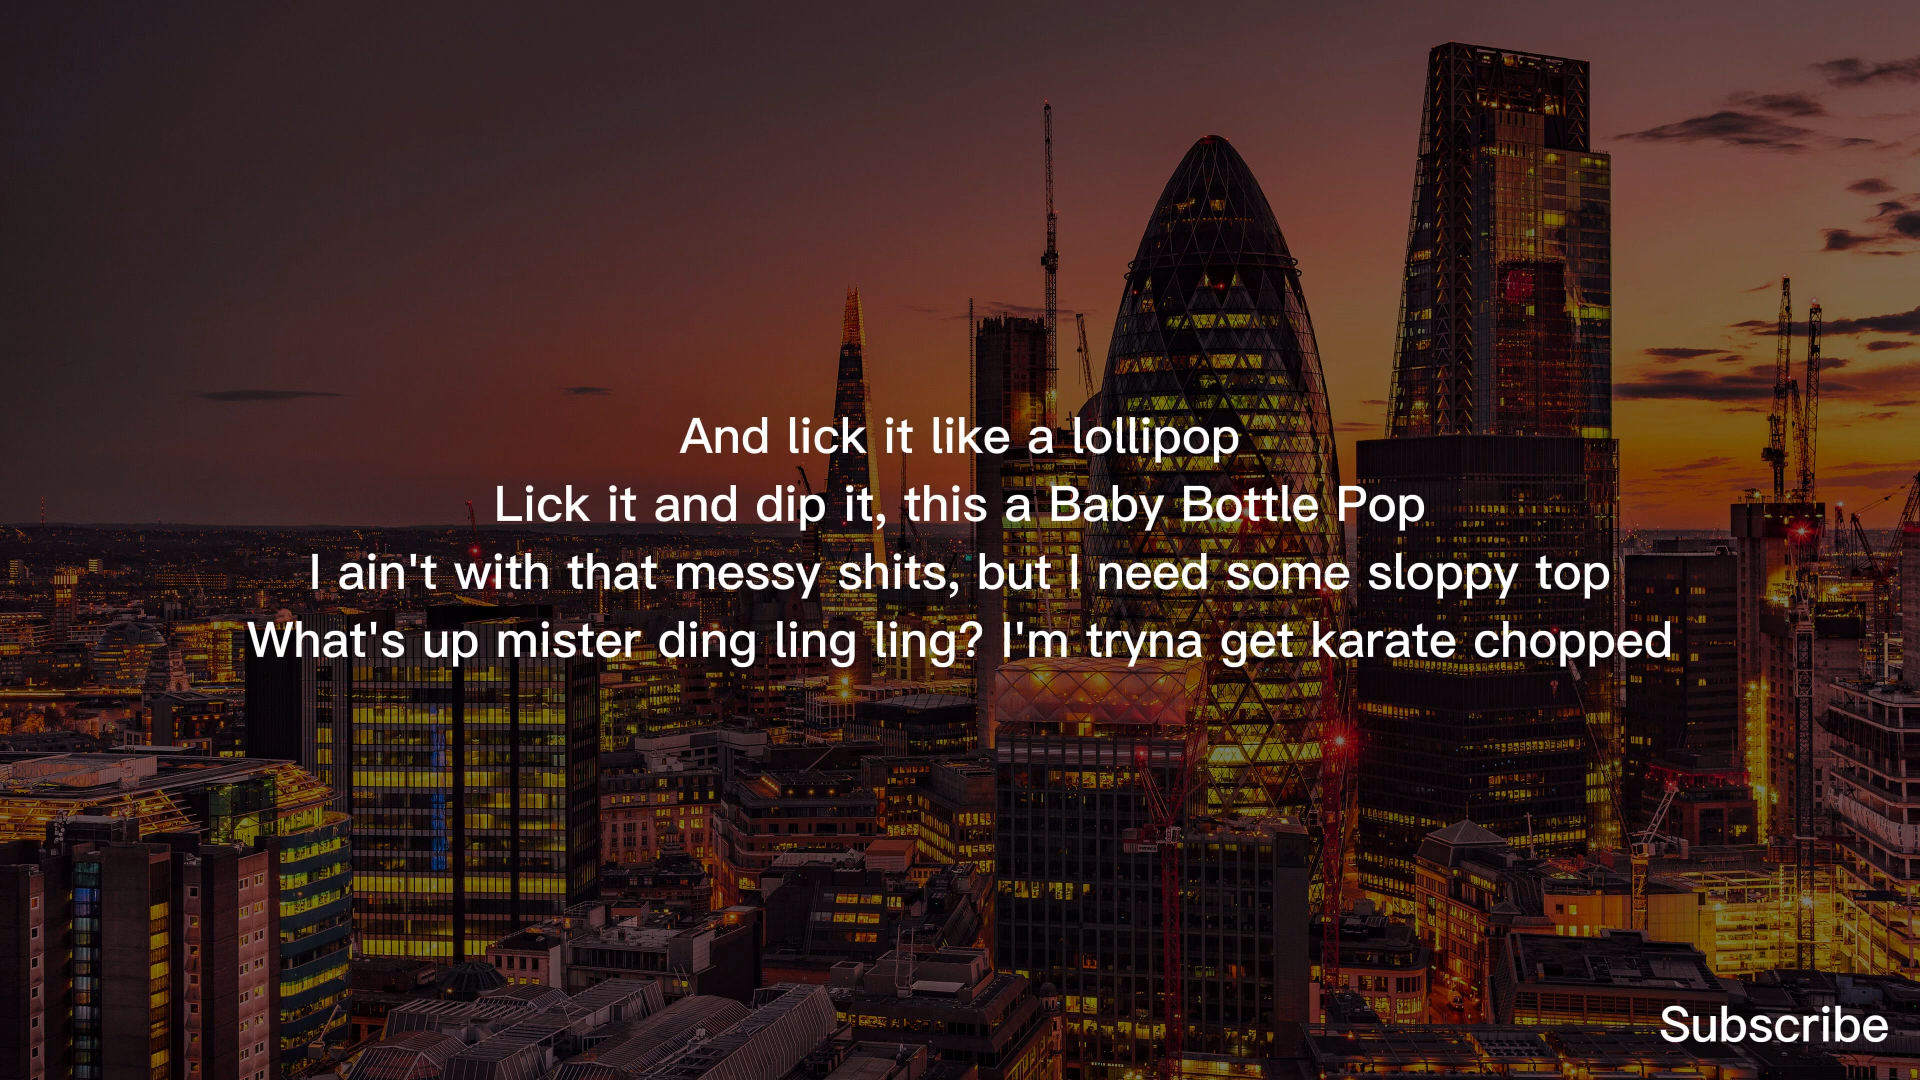 And lick it like a lollipop
Lick it and dip it, this a Baby Bottle Pop
I ain't with that messy shits, but I need some sloppy top
What's up mister ding ling ling? I'm tryna get karate chopped
Subscribe